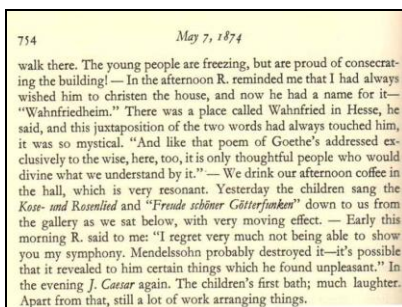 754 May 7, 1874
walk there. The young people are freezing, but are proud of consecrat-
ing the building! — In the afternoon R. reminded me that I had always
wished him to christen the house, and now he had a name for it—
“Wahnfriedheim.” There was a place called Wahnfried in Hesse, he
said, and this juxtaposition of the two words had always touched him,
it was so mystical. “And like that poem of Goethe's addressed ex-
clusively to the wise, here, too, it is only thoughtful people who would
divine what we understand by it.” — We drink our afternoon coffee in
the hall, which is very resonant. Yesterday the children sang the
Kose- und Rosenlied and “Freude schöner Götterfunken” down to us from
the gallery as we sat below, with very moving effect. — Early this
morning R. said to me: “I regret very much not being able to show
you my symphony. Mendelssohn probably destroyed it—it's possible
that it revealed to him certain things which he found unpleasant.” In
the evening J. Caesar again. The children's first bath; much laughter.
Apart from that, still a lot of work arranging things.